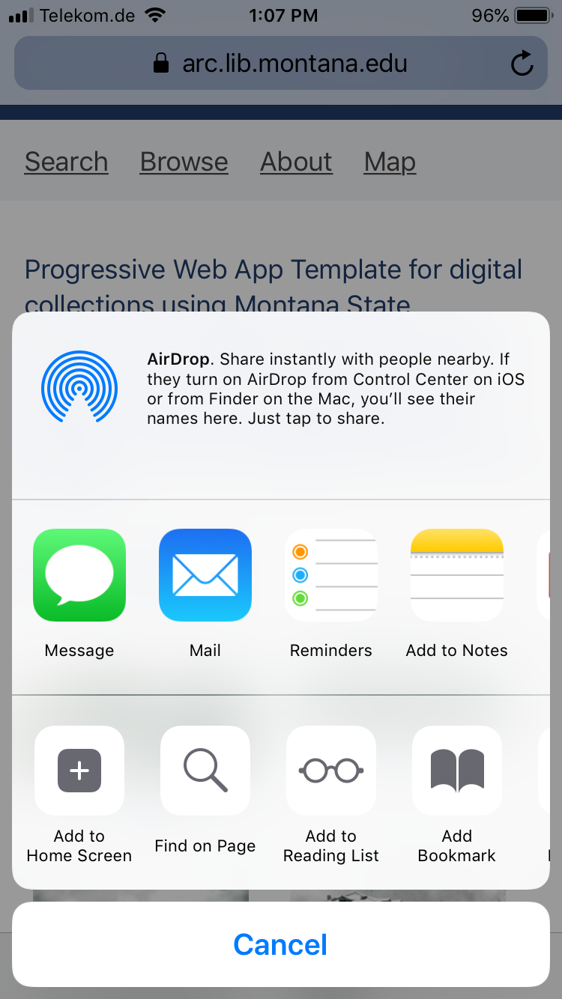 Telekom.de 1:07 PM 96%
arc.lib.montana.edu
Search Browse About Map
Progressive Web App Template for digital
collections using Montana State
AirDrop. Share instantly with people nearby. If
they turn on AirDrop from Control Center on iOS
or from Finder on the Mac, you’ll see their
names here. Just tap to share.
Message Mail Reminders Add to Notes
Add to
Home Screen
Find on Page
Add to
Reading List
Add
Bookmark
Cancel